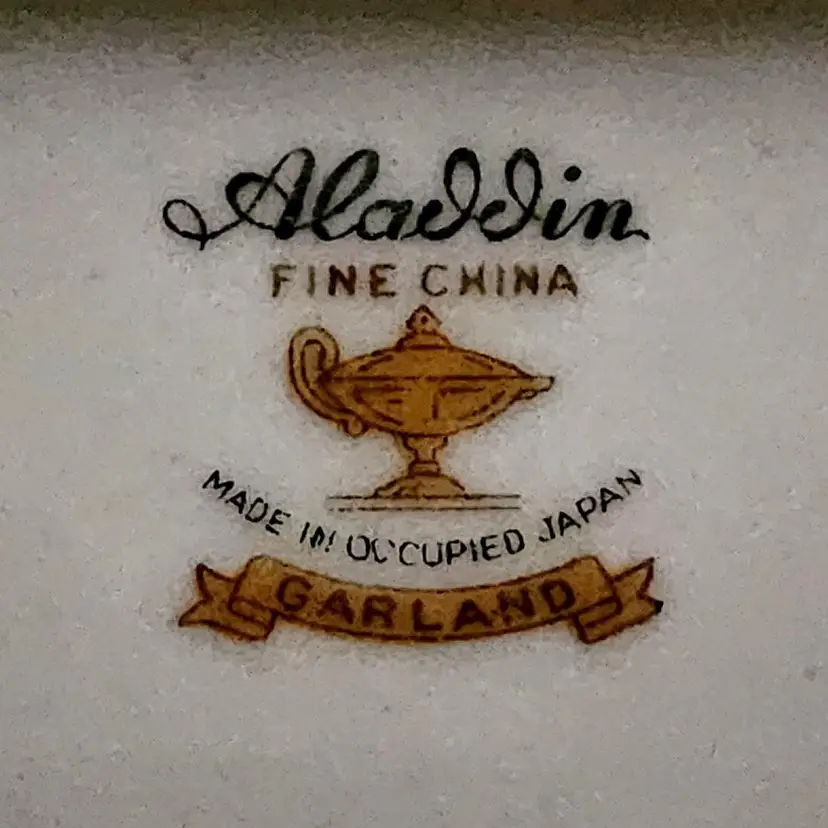 Aladdin
FINE CHINA
MADE IN OCCUPIED JAPAN
GARLAND